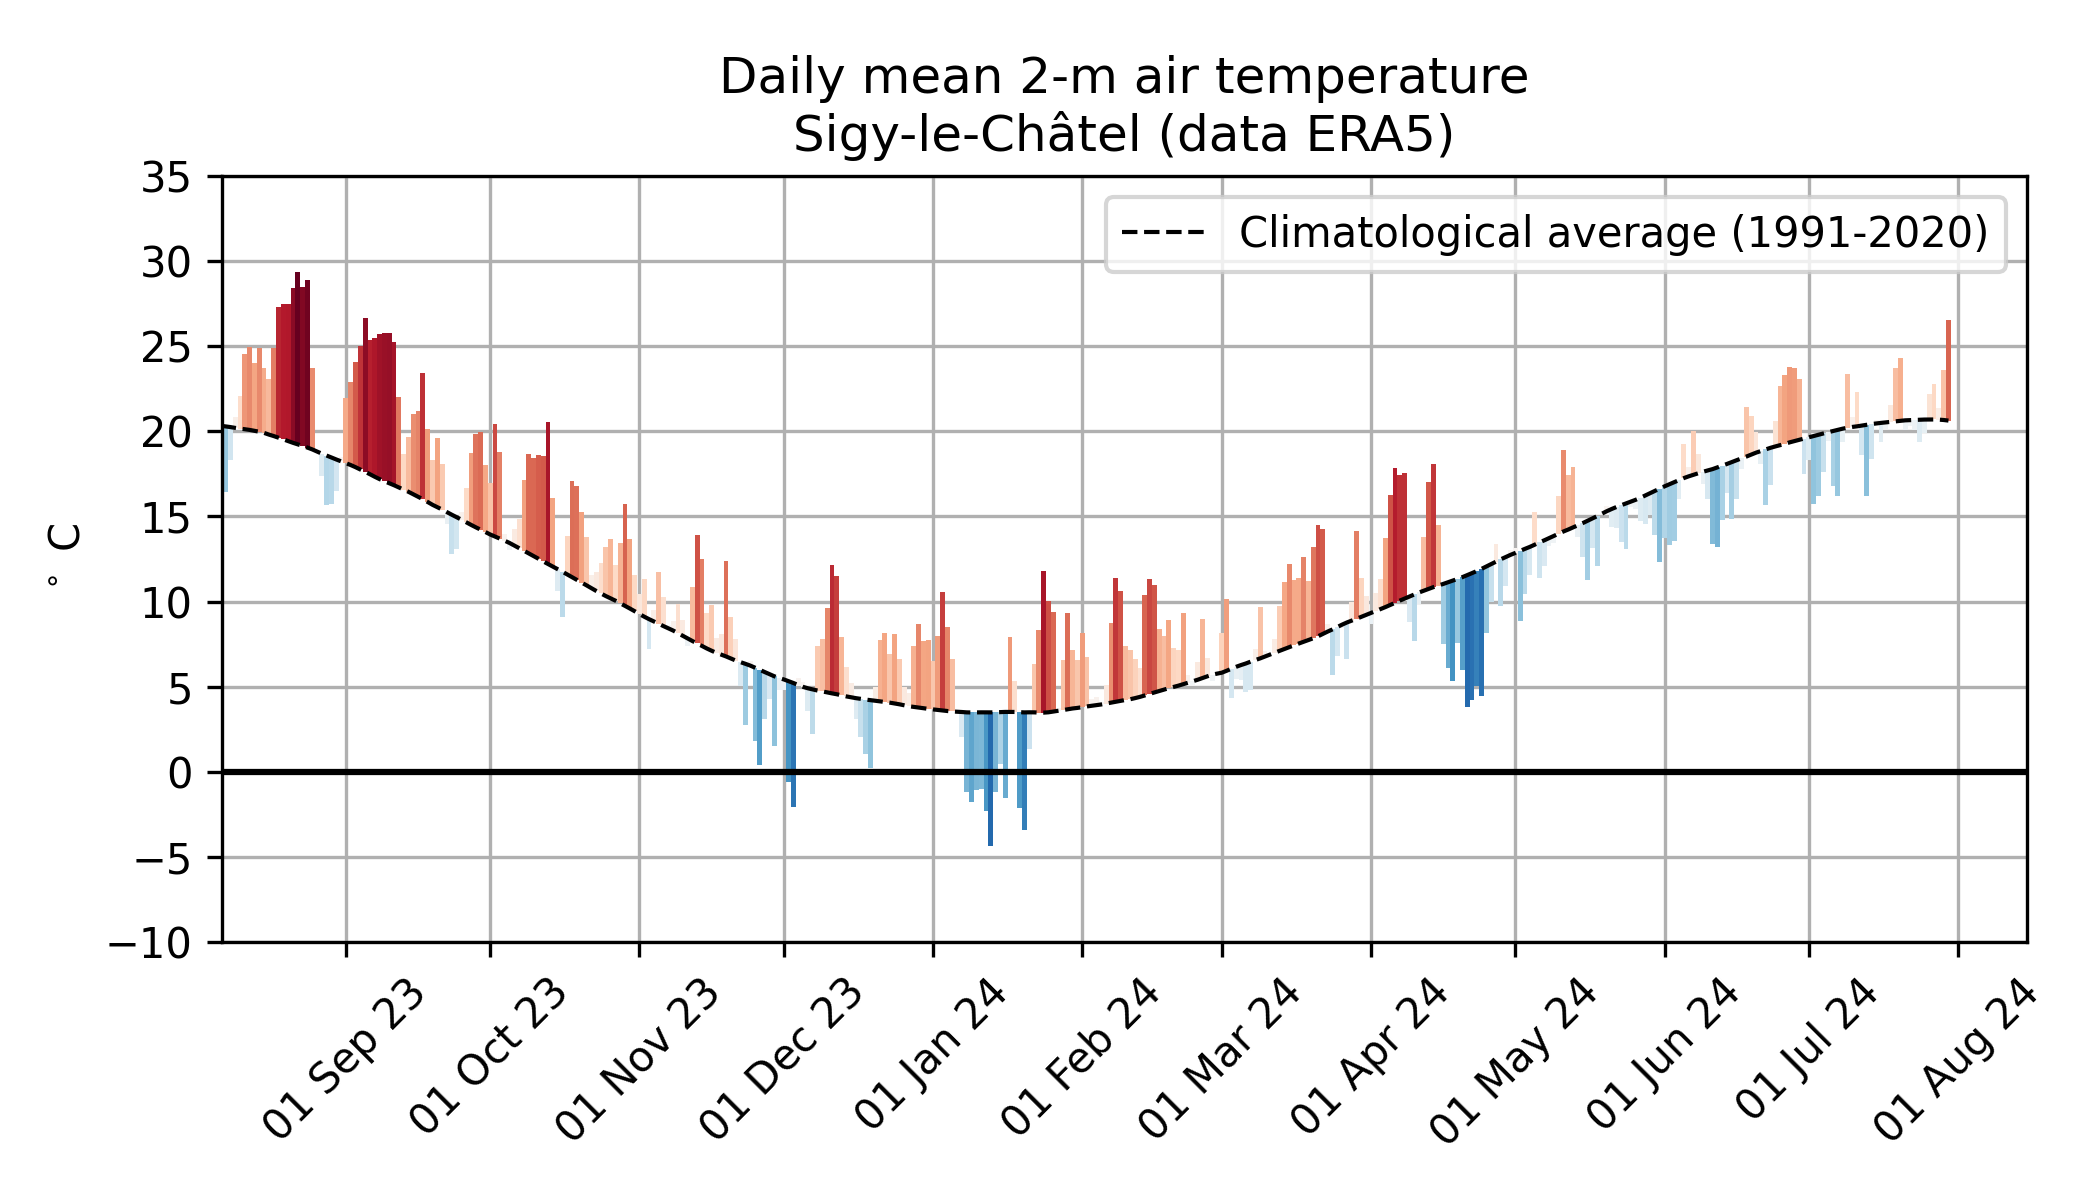 Daily mean 2-m air temperature
Sigy-le-Châtel (data ERA5)
Climatological average (1991-2020)
35
30
25
20
15
10
5
0
−5
−10
° C
01 Sep 23
01 Oct 23
01 Nov 23
01 Dec 23
01 Jan 24
01 Feb 24
01 Mar 24
01 Apr 24
01 May 24
01 Jun 24
01 Jul 24
01 Aug 24